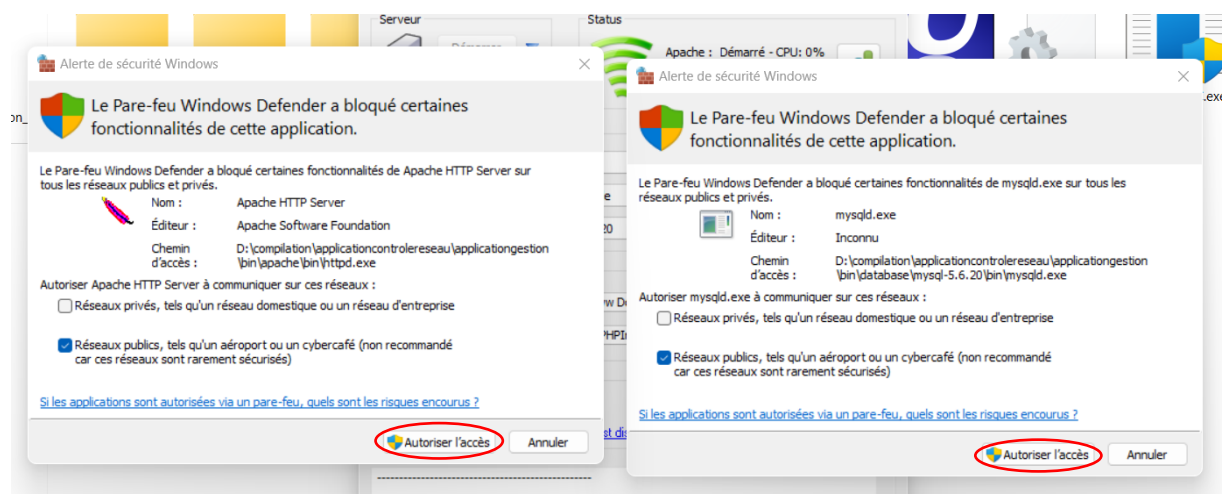 Serveur
Status
Apache : Démarré - CPU: 0%
Alerte de sécurité Windows
Le Pare-feu Windows Defender a bloqué certaines
fonctionnalités de cette application.
Le Pare-feu Windows Defender a bloqué certaines fonctionnalités de Apache HTTP Server sur
tous les réseaux publics et privés.
Nom : Apache HTTP Server
Éditeur : Apache Software Foundation
Chemin D:\compilation\applicationcontrolereseau\applicationgestion
d'accès : \bin\apache\bin\httpd.exe
Autoriser Apache HTTP Server à communiquer sur ces réseaux :
Réseaux privés, tels qu'un réseau domestique ou un réseau d'entreprise
Réseaux publics, tels qu'un aéroport ou un cybercafé (non recommandé
car ces réseaux sont rarement sécurisés)
Si les applications sont autorisées via un pare-feu, quels sont les risques encourus ?
Autoriser l'accès Annuler
Alerte de sécurité Windows
Le Pare-feu Windows Defender a bloqué certaines
fonctionnalités de cette application.
Le Pare-feu Windows Defender a bloqué certaines fonctionnalités de mysqld.exe sur tous les
réseaux publics et privés.
Nom : mysqld.exe
Éditeur : Inconnu
Chemin D:\compilation\applicationcontrolereseau\applicationgestion
d'accès : \bin\database\mysql-5.6.20\bin\mysqld.exe
Autoriser mysqld.exe à communiquer sur ces réseaux :
Réseaux privés, tels qu'un réseau domestique ou un réseau d'entreprise
Réseaux publics, tels qu'un aéroport ou un cybercafé (non recommandé
car ces réseaux sont rarement sécurisés)
Si les applications sont autorisées via un pare-feu, quels sont les risques encourus ?
Autoriser l'accès Annuler